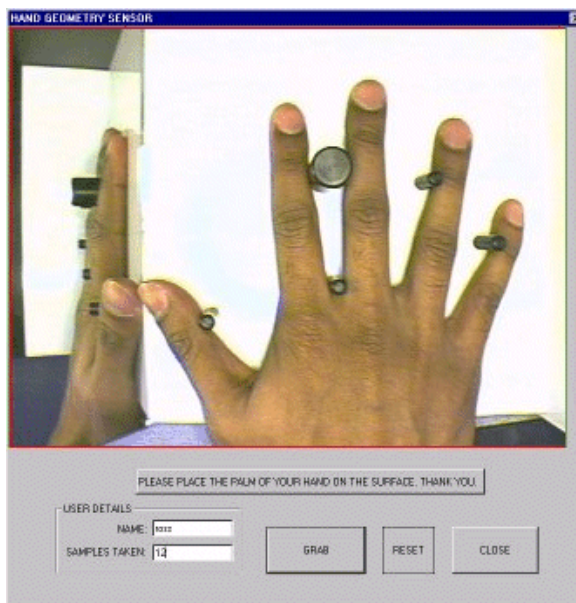 HAND GEOMETRY SENSOR
PLEASE PLACE THE PALM OF YOUR HAND ON THE SURFACE, THANK YOU.
USER DETAILS
NAME:
SAMPLES TAKEN: 12
GRAB
RESET
CLOSE